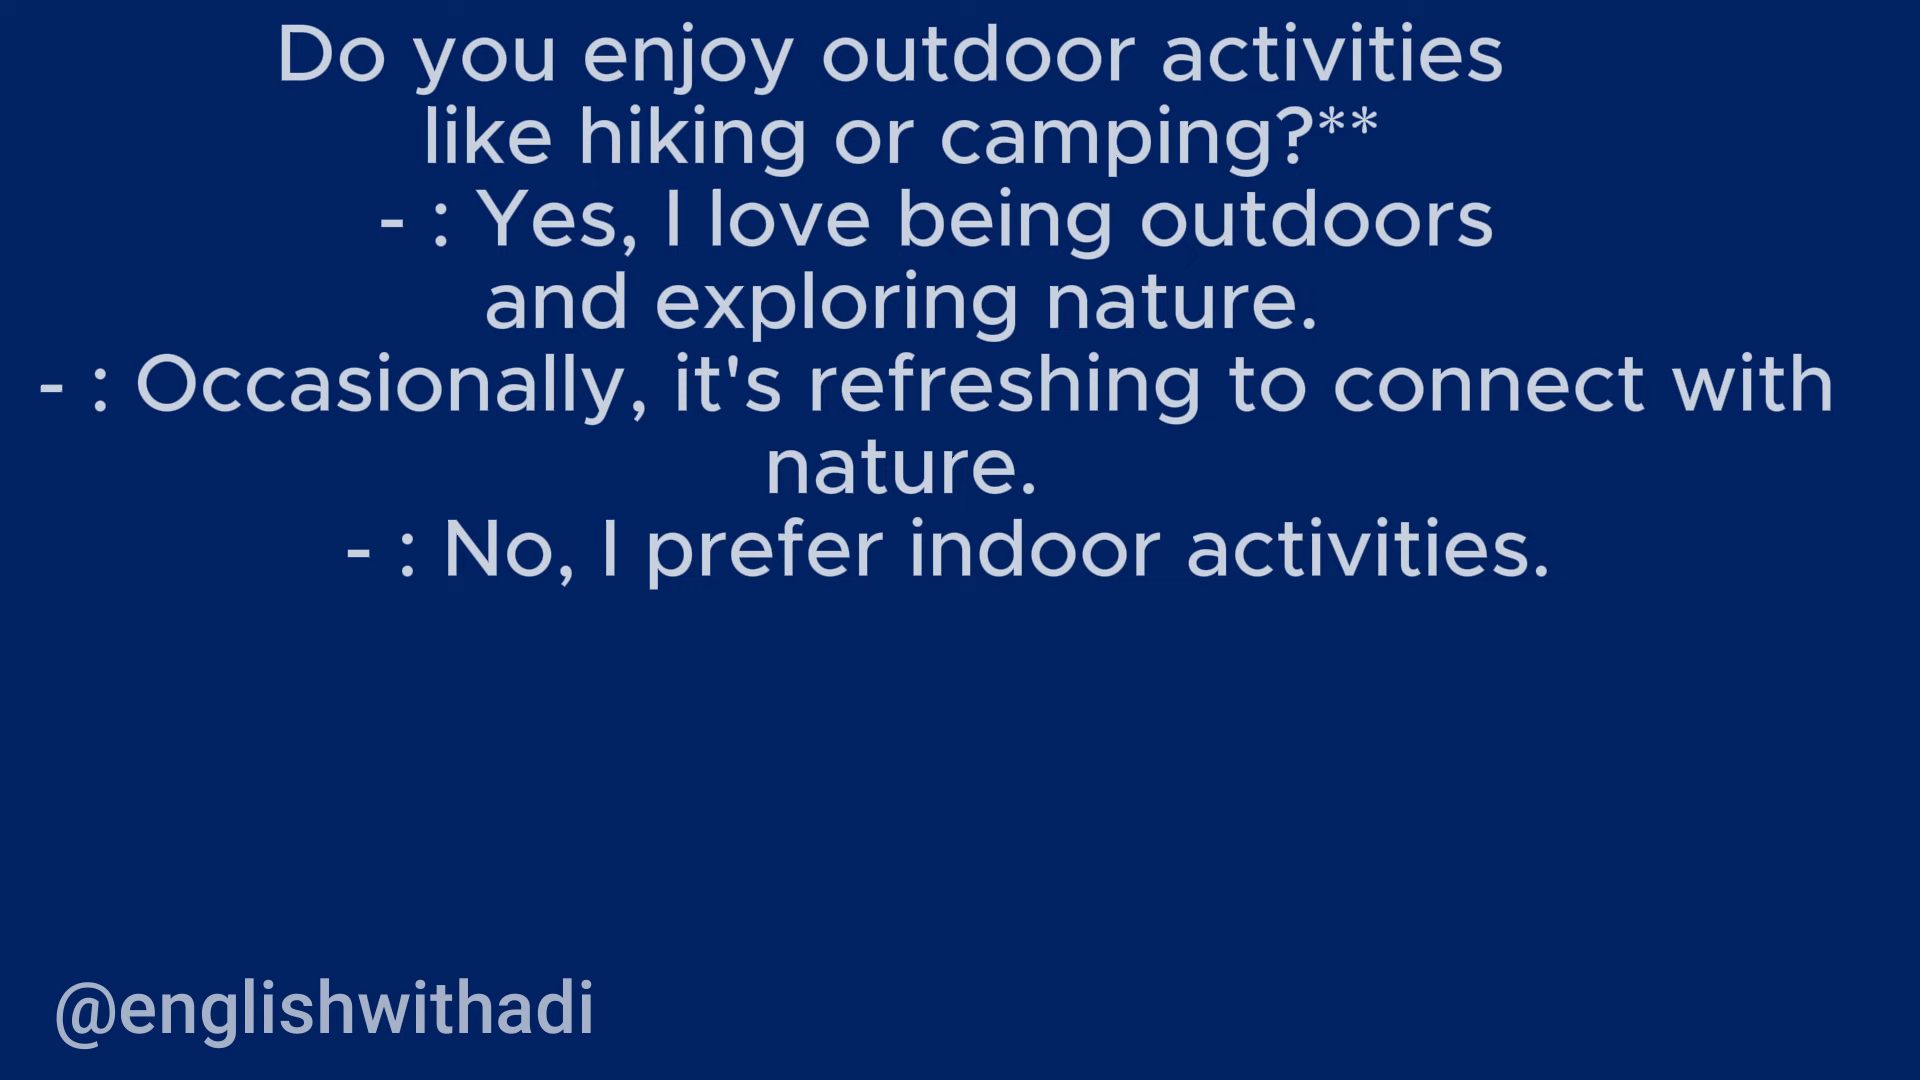 Do you enjoy outdoor activities
like hiking or camping?**
- : Yes, I love being outdoors
and exploring nature.
- : Occasionally, it's refreshing to connect with
nature.
- : No, I prefer indoor activities.
@englishwithadi